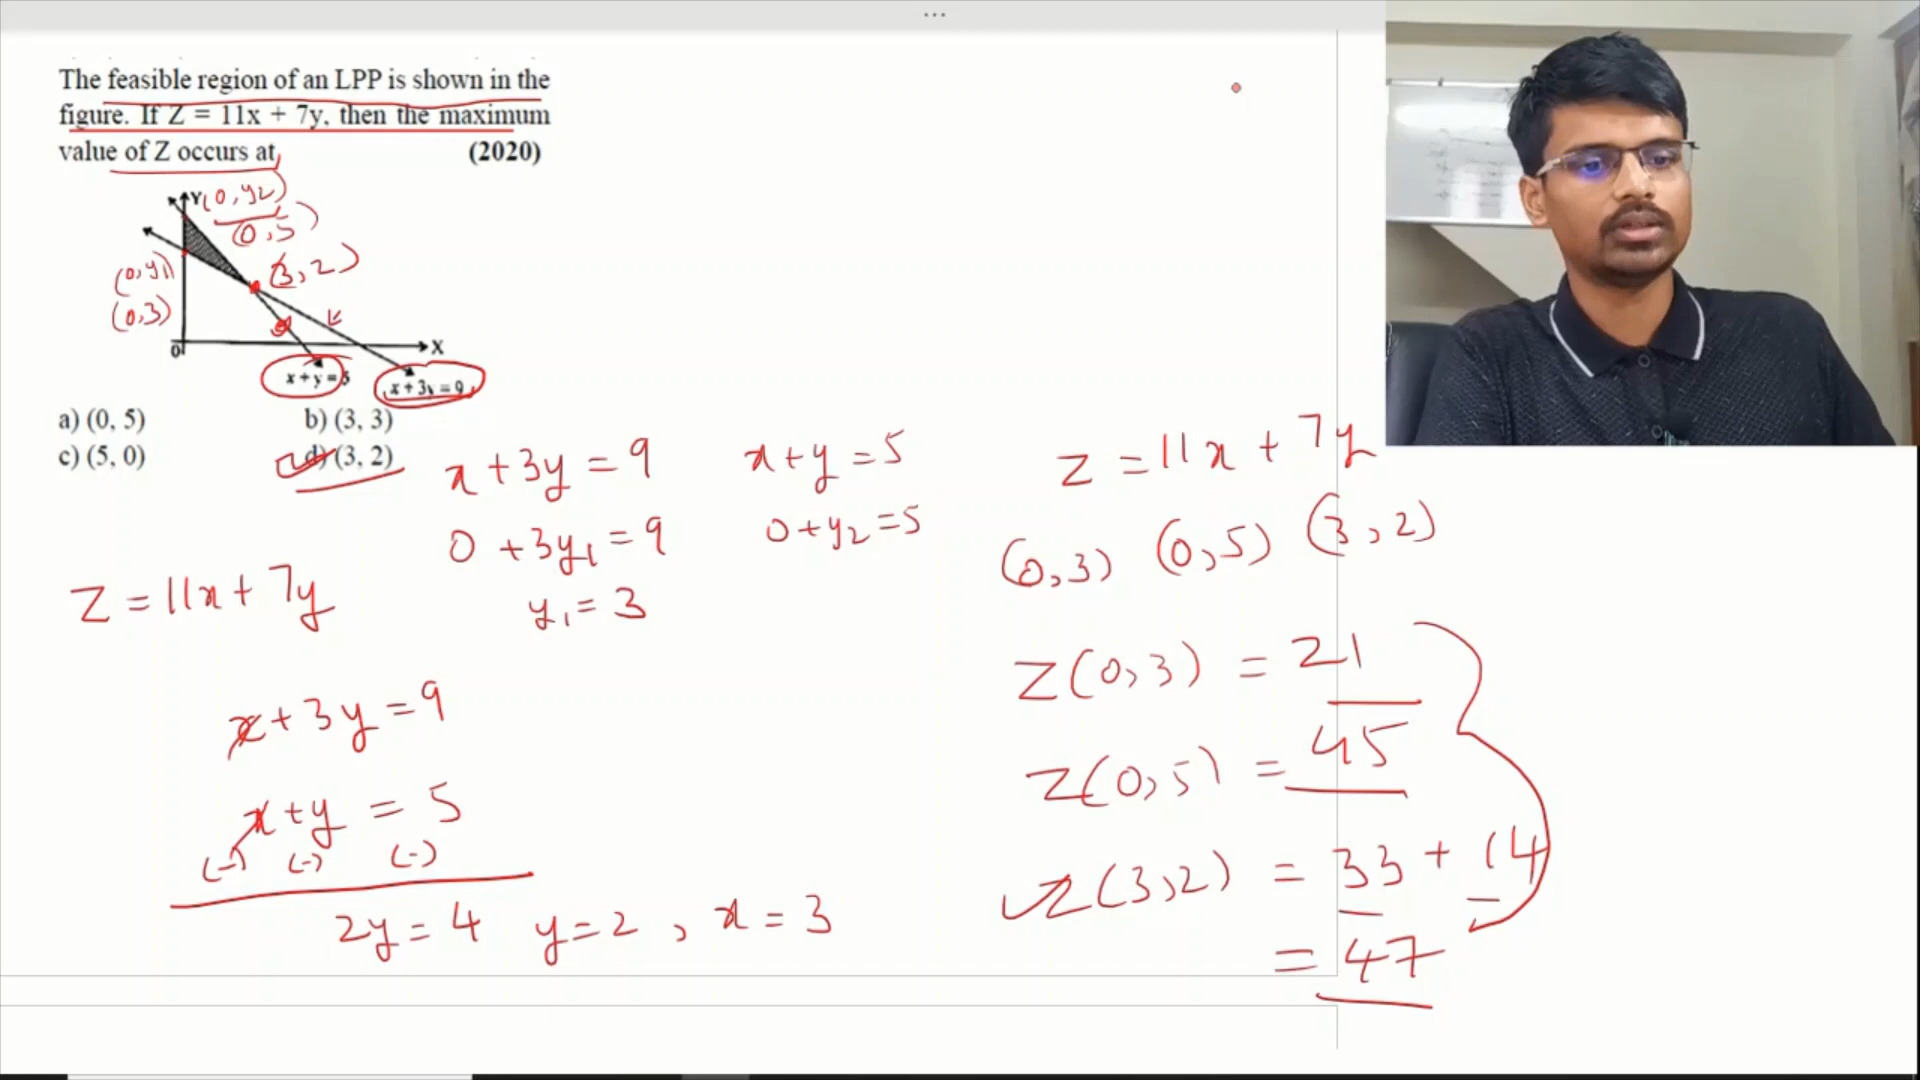 ...
The feasible region of an LPP is shown in the
figure. If Z = 11x + 7y, then the maximum
value of Z occurs at (2020)
Y (0, y2)
(0,5)
(0, y1)
(3, 2)
(0,3)
0
X
x + y = 5
x + 3y = 9
a) (0, 5) b) (3, 3)
c) (5, 0) d) (3, 2)
x + 3y = 9
0 + 3y1 = 9
y1 = 3
x + y = 5
0 + y2 = 5
Z = 11x + 7y
x + 3y = 9
x + y = 5
(-) (-) (-)
2y = 4 y = 2 , x = 3
Z = 11x + 7y
(0,3) (0,5) (3,2)
Z(0,3) = 21
Z(0,5) = 45
Z(3,2) = 33 + 14
= 47